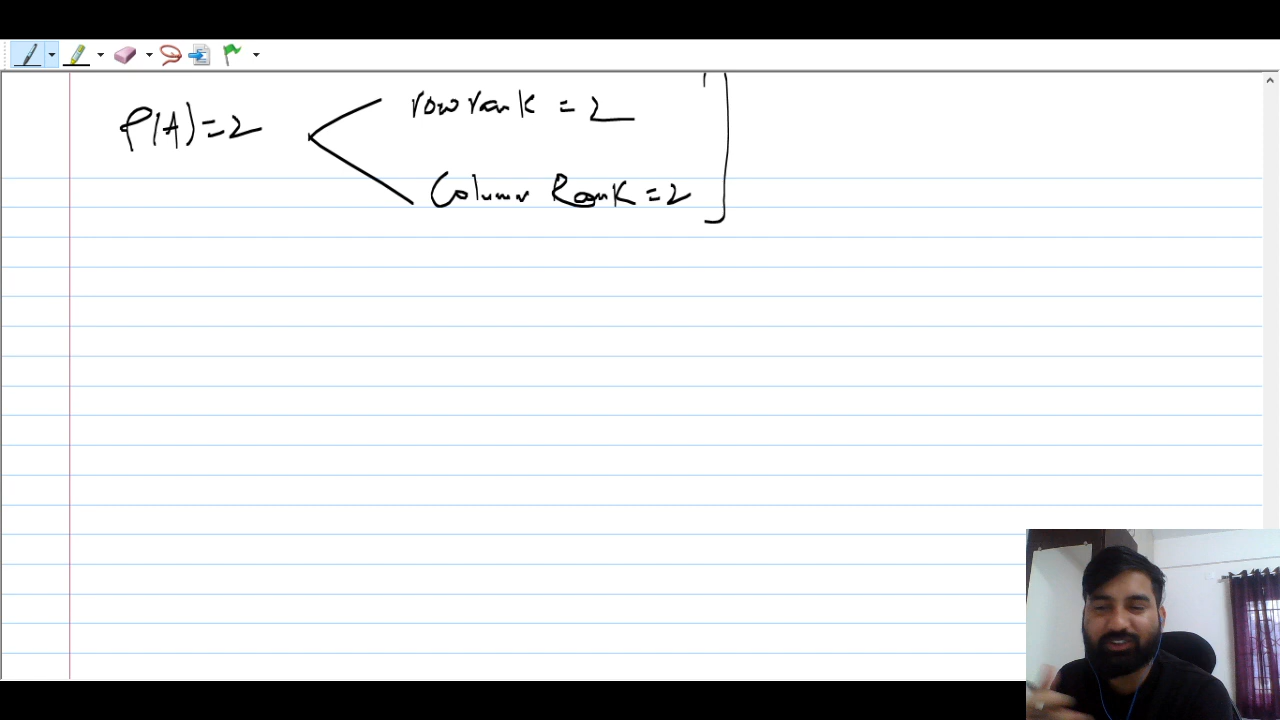 ρ(A)=2
row rank = 2
Column Rank = 2